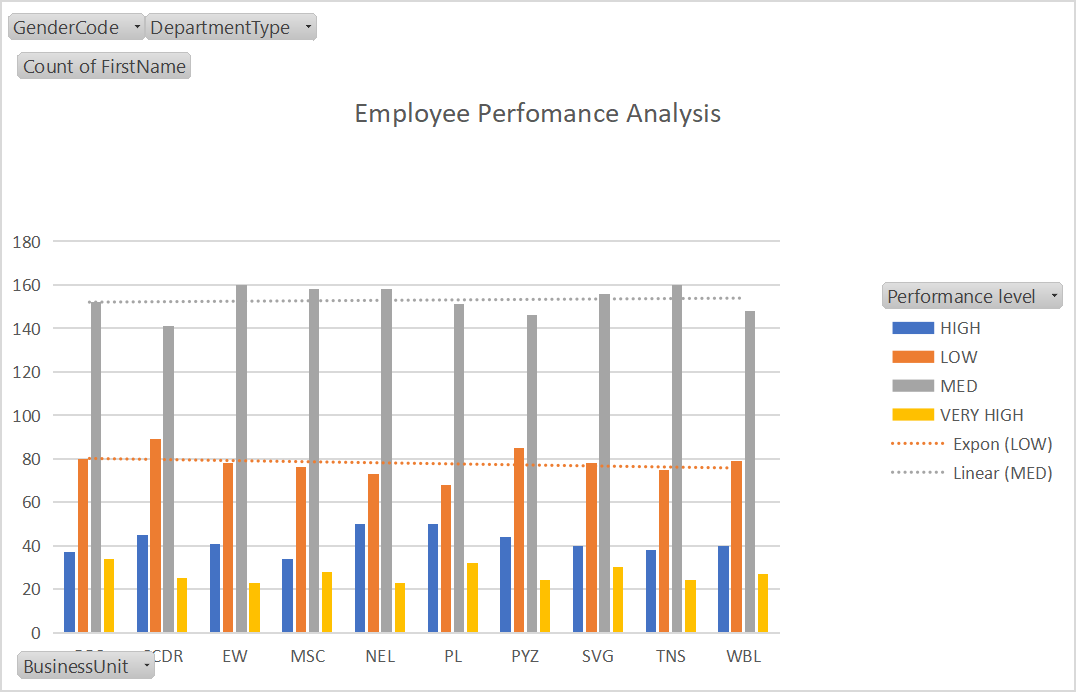 GenderCode DepartmentType
Count of FirstName
Employee Perfomance Analysis
180
160
140
120
100
80
60
40
20
0
EW MSC NEL PL PYZ SVG TNS WBL
BusinessUnit
Performance level
HIGH
LOW
MED
VERY HIGH
Expon (LOW)
Linear (MED)